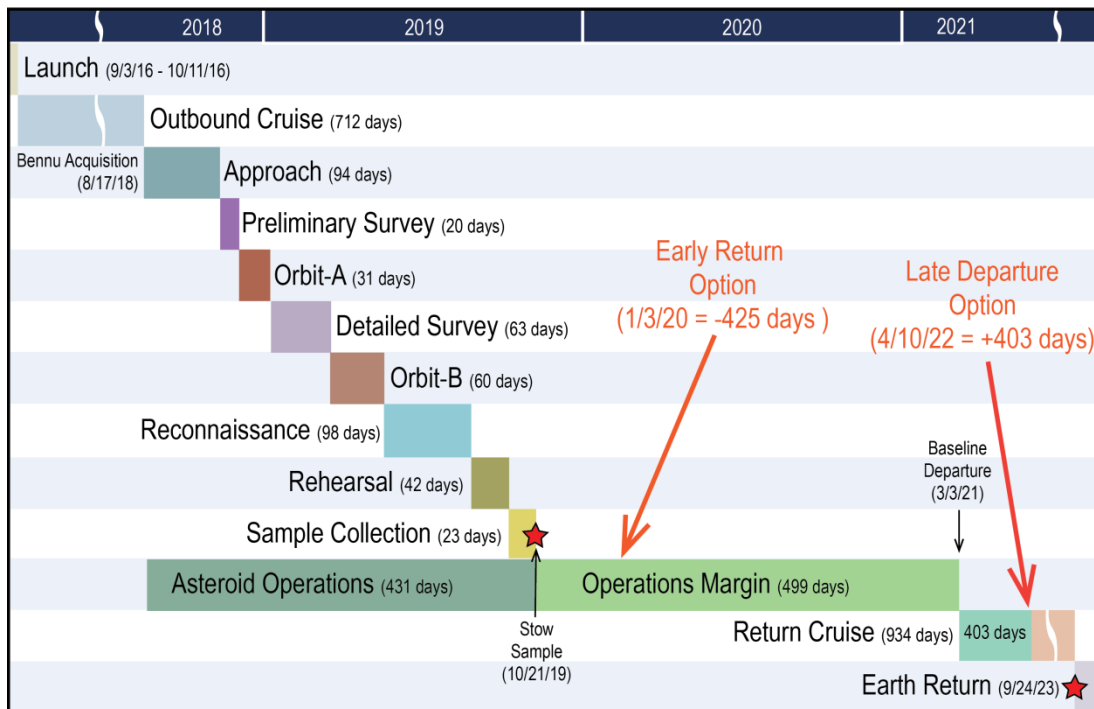 2018 2019 2020 2021
Launch (9/3/16 - 10/11/16)
Outbound Cruise (712 days)
Bennu Acquisition
(8/17/18)
Approach (94 days)
Preliminary Survey (20 days)
Orbit-A (31 days)
Early Return
Option
(1/3/20 = -425 days )
Late Departure
Option
(4/10/22 = +403 days)
Detailed Survey (63 days)
Orbit-B (60 days)
Reconnaissance (98 days)
Rehearsal (42 days)
Baseline
Departure
(3/3/21)
Sample Collection (23 days)
Asteroid Operations (431 days)
Operations Margin (499 days)
Stow
Sample
(10/21/19)
Return Cruise (934 days)
403 days
Earth Return (9/24/23)